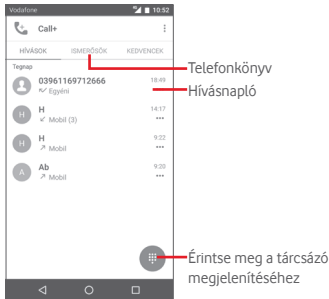 Vodafone 10:52
Call+
HÍVÁSOK ISMERŐSÖK KEDVENCEK
Tegnap
03961169712666 18:49
Egyéni
H 14:17
H Mobil (3)
H 9:22
H Mobil
Ab 9:20
A Mobil
Telefonkönyv
Hívásnapló
Érintse meg a tárcsázó
megjelenítéséhez